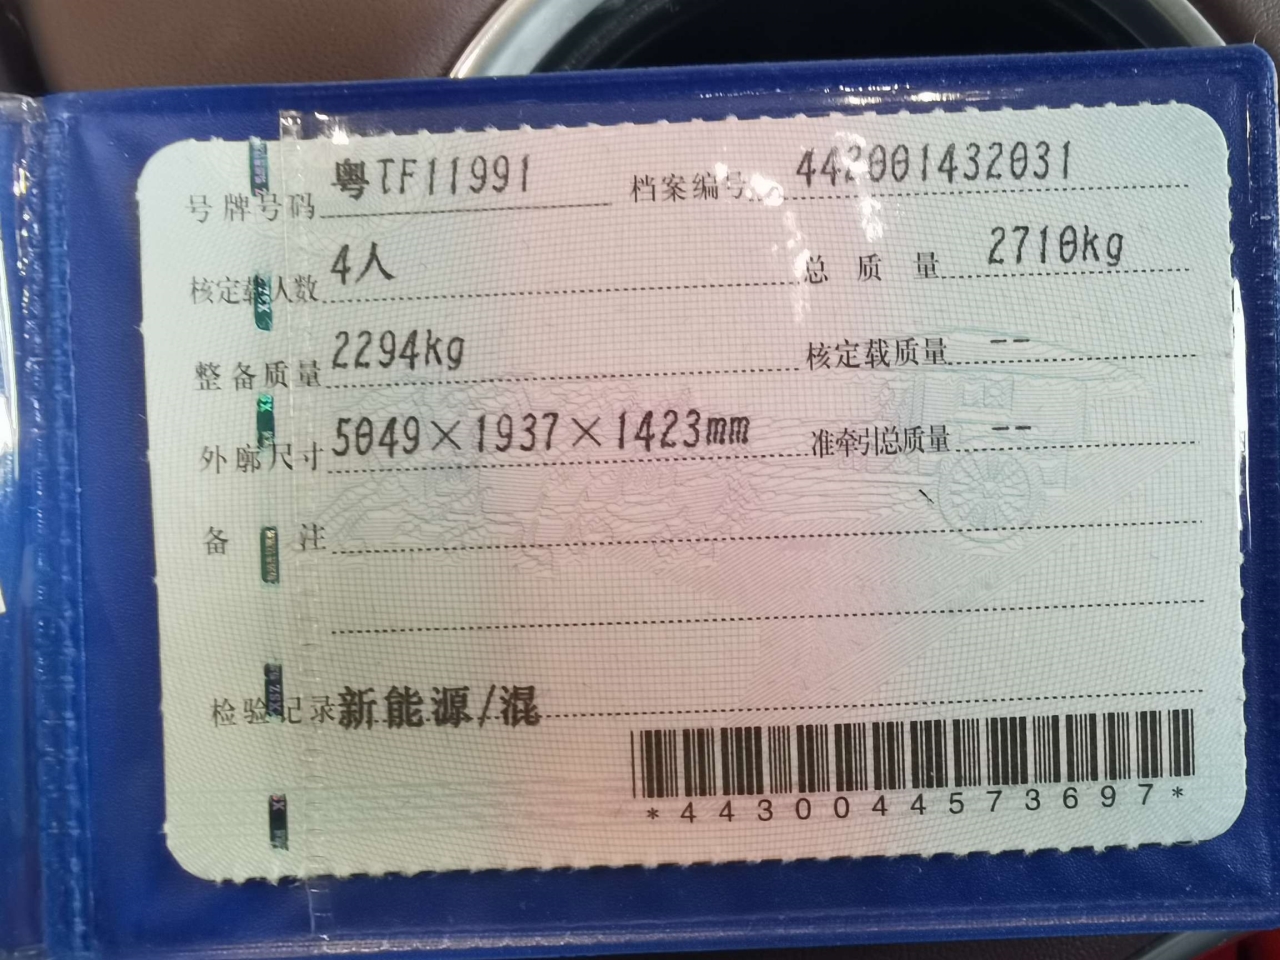 号牌号码 粤TF11991 档案编号 442001432031
核定载人数 4人 总质量 2710kg
整备质量 2294kg 核定载质量 --
外廓尺寸 5049×1937×1423mm 准牵引总质量 --
备注
检验记录 新能源/混
*4430044573697*